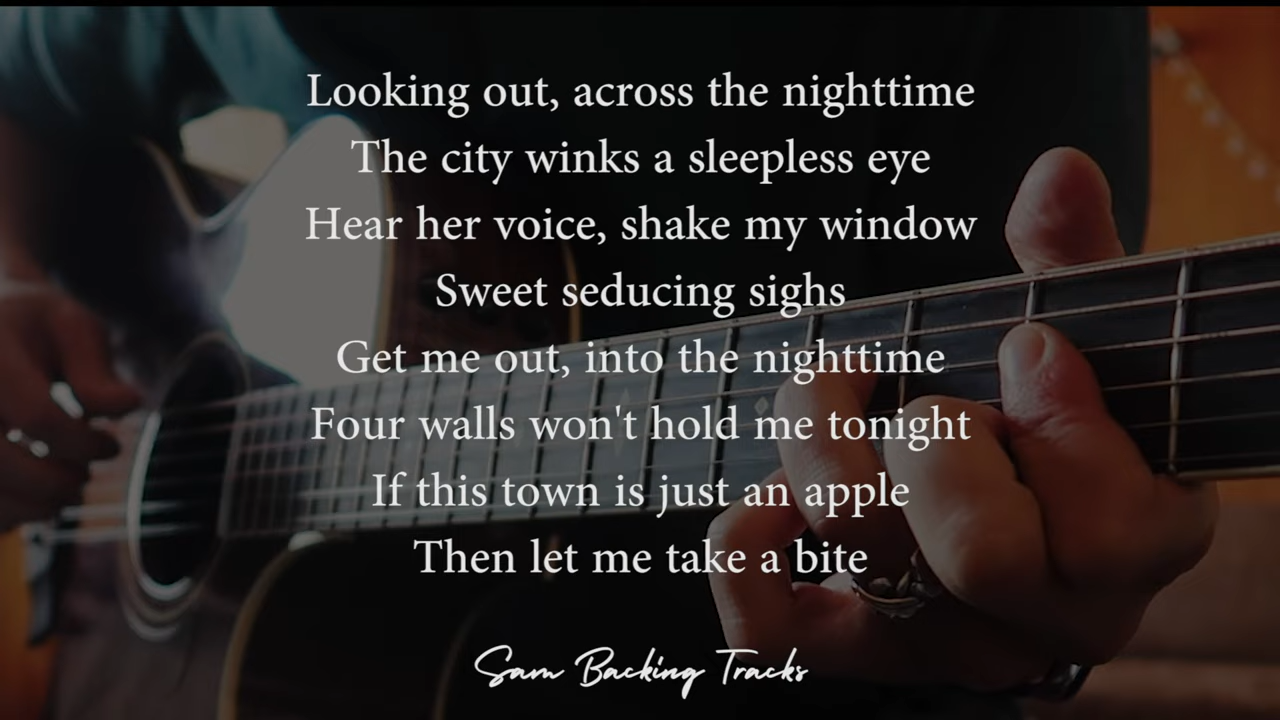 Looking out, across the nighttime
The city winks a sleepless eye
Hear her voice, shake my window
Sweet seducing sighs
Get me out, into the nighttime
Four walls won't hold me tonight
If this town is just an apple
Then let me take a bite
Sam Backing Tracks